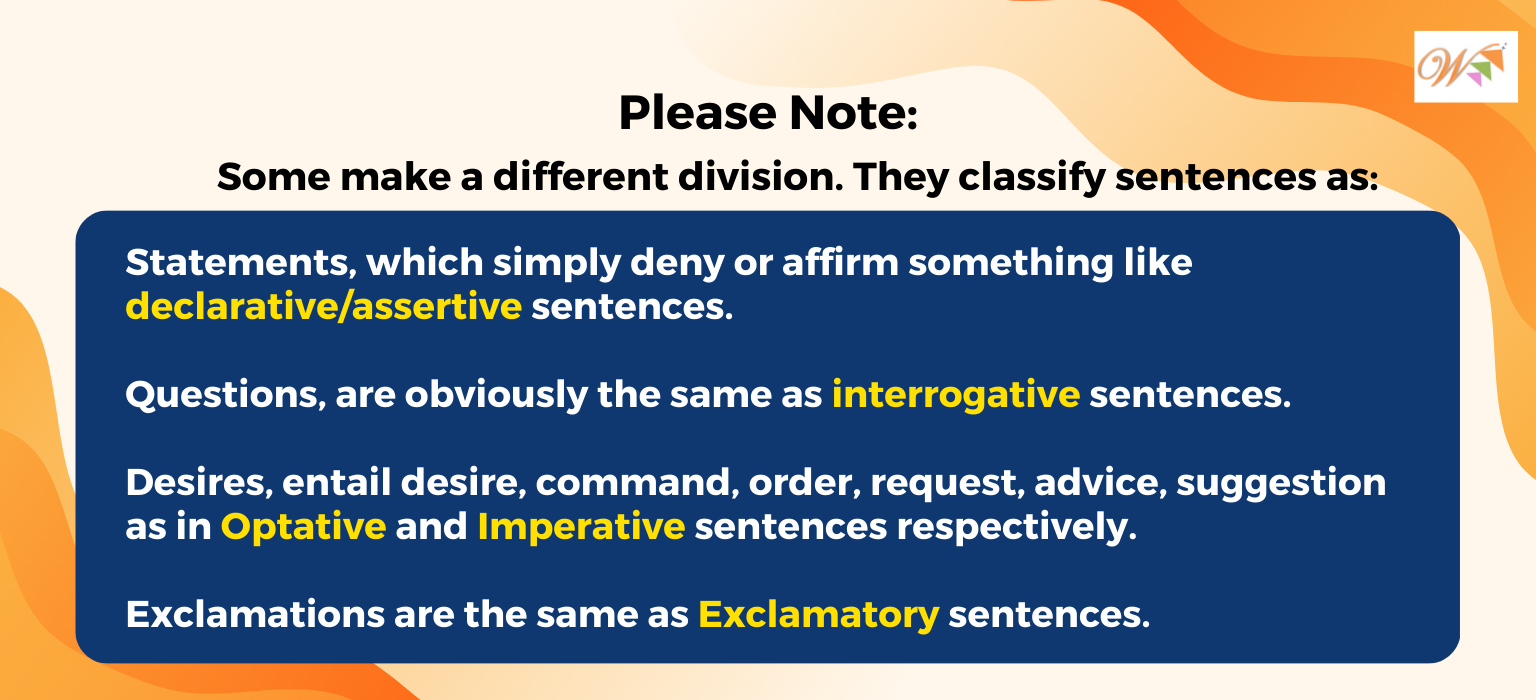 Please Note:
Some make a different division. They classify sentences as:
Statements, which simply deny or affirm something like
declarative/assertive sentences.
Questions, are obviously the same as interrogative sentences.
Desires, entail desire, command, order, request, advice, suggestion
as in Optative and Imperative sentences respectively.
Exclamations are the same as Exclamatory sentences.
W